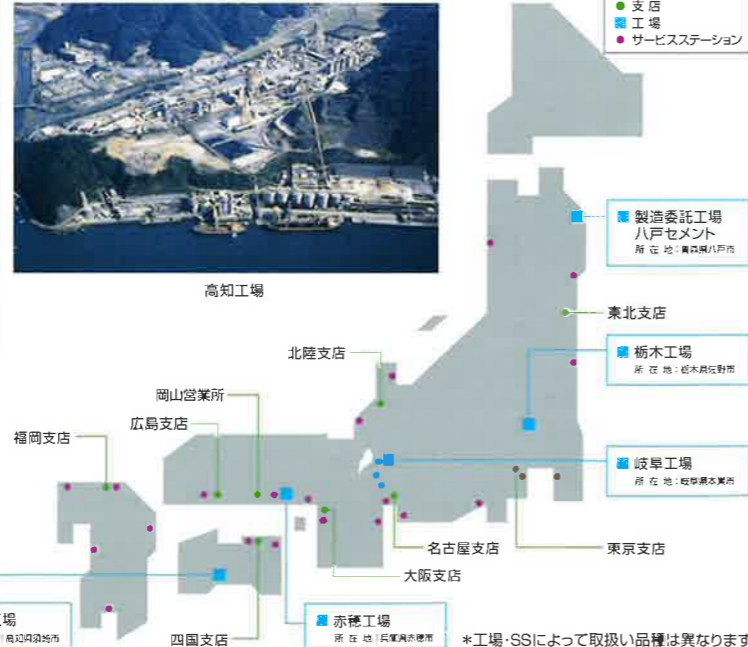 支店
工場
サービスステーション
高知工場
製造委託工場
八戸セメント
所在地:青森県八戸市
東北支店
栃木工場
所在地:栃木県佐野市
北陸支店
岡山営業所
広島支店
福岡支店
岐阜工場
所在地:岐阜県本巣市
名古屋支店
東京支店
大阪支店
工場
高知県須崎市
四国支店
赤穂工場
所在地:兵庫県赤穂市
*工場・SSによって取扱い品種は異なります